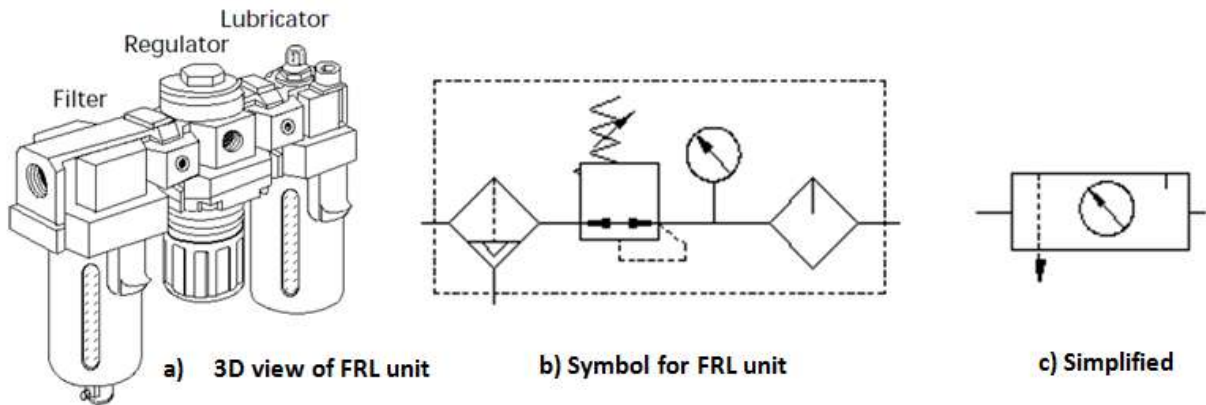 Lubricator
Regulator
Filter
a) 3D view of FRL unit
b) Symbol for FRL unit
c) Simplified